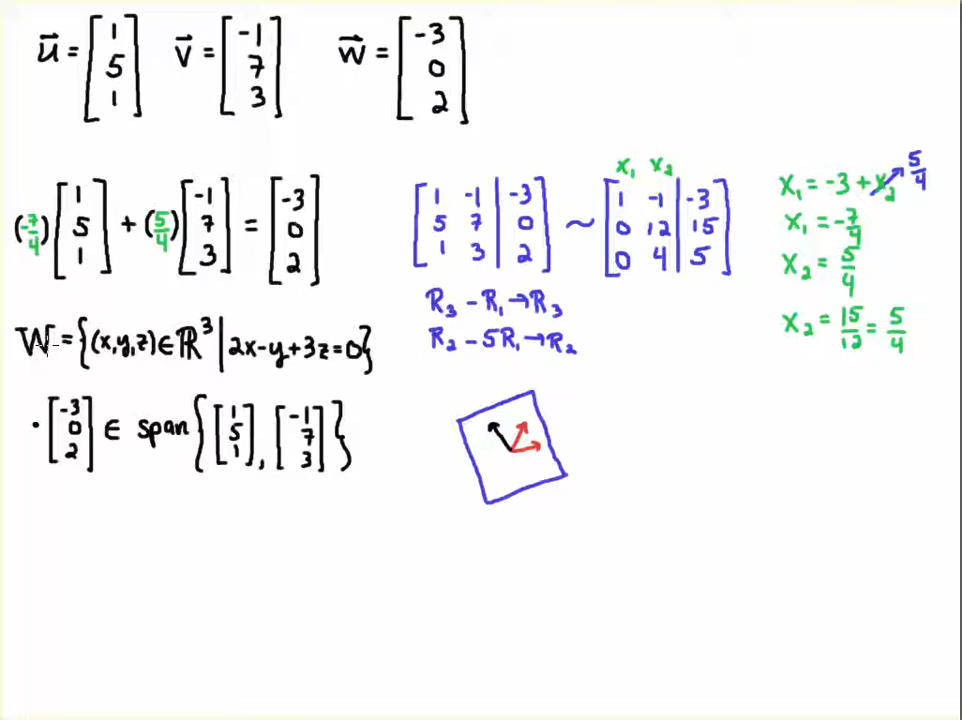 u⃗ = [1 5 1] v⃗ = [-1 7 3] w⃗ = [-3 0 2]
(-7/4) [1 5 1] + (5/4) [-1 7 3] = [-3 0 2]
W = {(x,y,z) ∈ ℝ³ | 2x-y+3z=0}
· [-3 0 2] ∈ span {[1 5 1], [-1 7 3]}
x₁ x₂
[1 -1 | -3] ~ [1 -1 | -3]
[5 7 | 0] [0 12 | 15]
[1 3 | 2] [0 4 | 5]
R₃ - R₁ → R₃
R₂ - 5R₁ → R₂
x₁ = -3 + x₂ 5/4
x₁ = -7/4
x₂ = 5/4
x₂ = 15/12 = 5/4